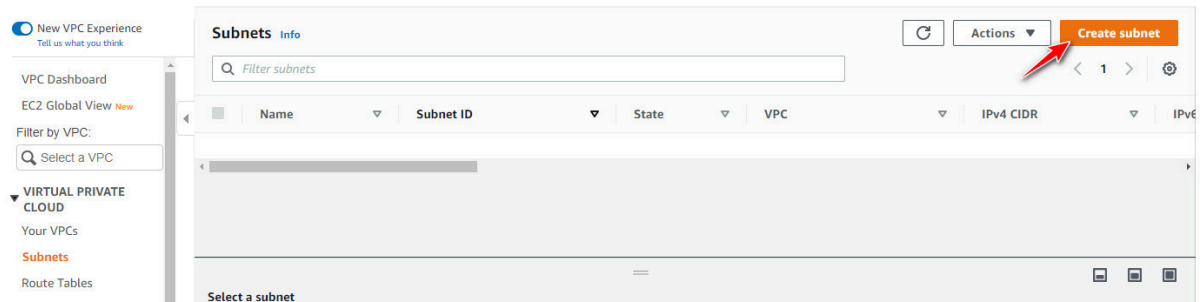 New VPC Experience
Tell us what you think
VPC Dashboard
EC2 Global View New
Filter by VPC:
Select a VPC
VIRTUAL PRIVATE
CLOUD
Your VPCs
Subnets
Route Tables
Subnets Info
Actions
Create subnet
Filter subnets
1
Name Subnet ID State VPC IPv4 CIDR IPv6
Select a subnet